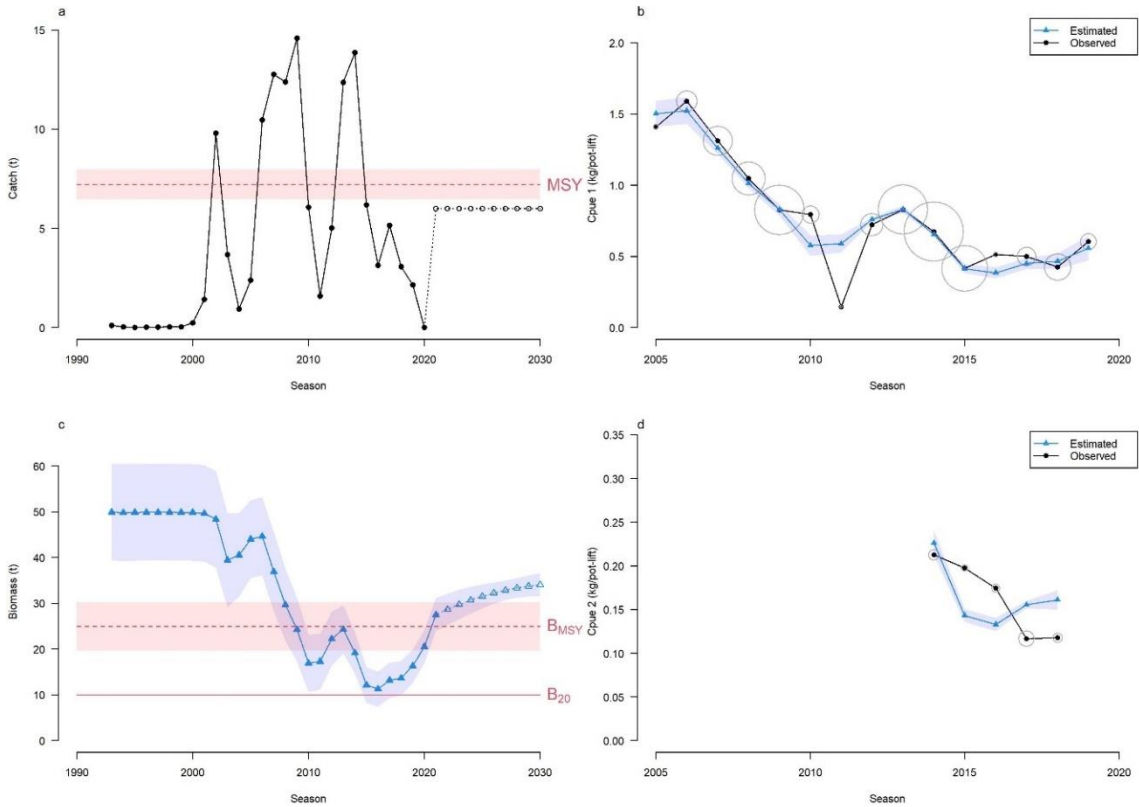 a
15
10
5
0
Catch (t)
MSY
1990
2000
2010
2020
2030
Season
b
Estimated
Observed
2.0
1.5
1.0
0.5
0.0
Cpue 1 (kg/pot-lift)
2005
2010
2015
2020
Season
c
60
50
40
30
20
10
0
Biomass (t)
BMSY
B20
1990
2000
2010
2020
2030
Season
d
Estimated
Observed
0.35
0.30
0.25
0.20
0.15
0.10
0.05
0.00
Cpue 2 (kg/pot-lift)
2005
2010
2015
2020
Season